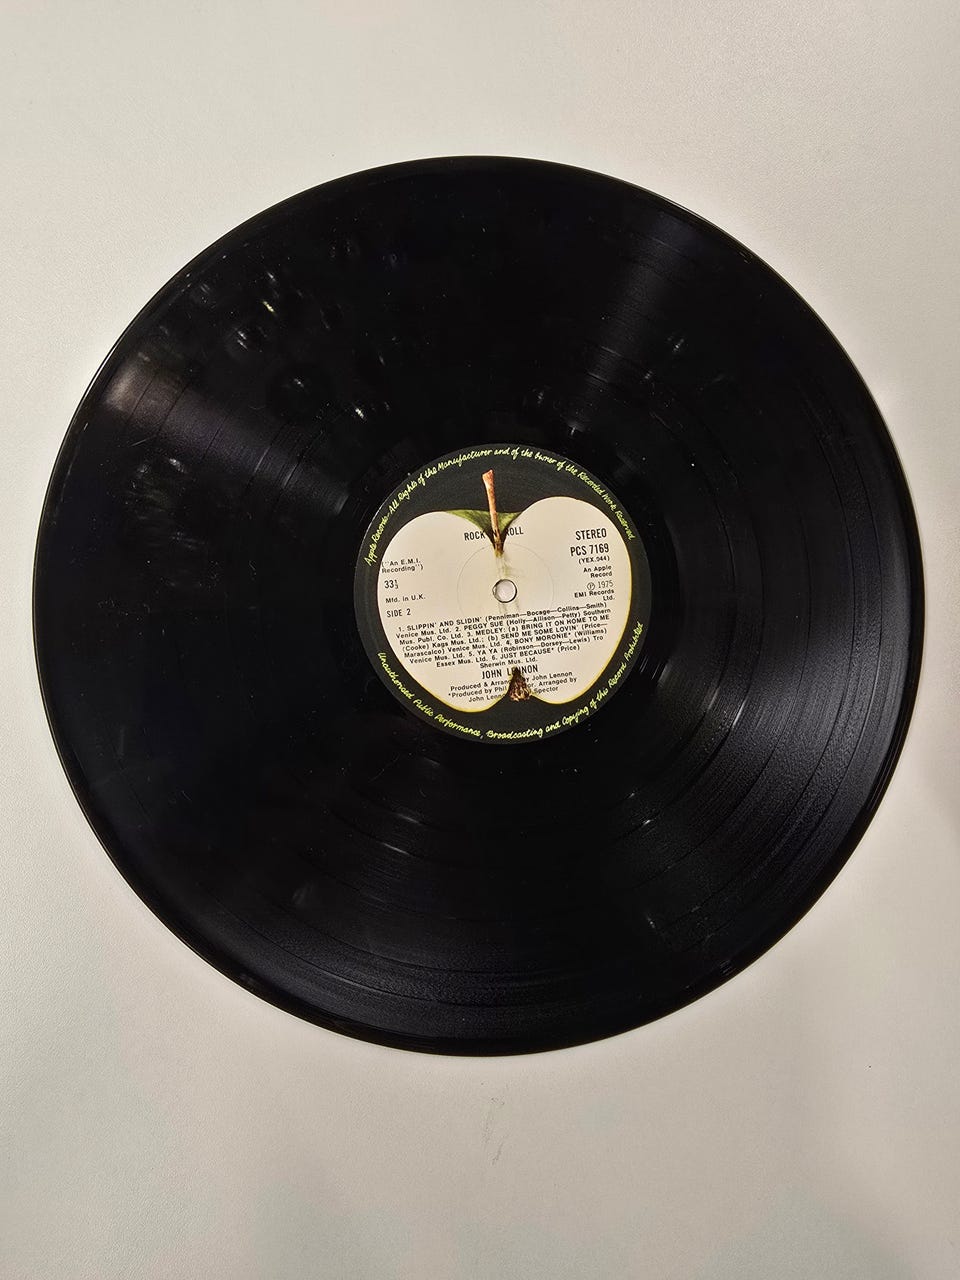 Apple Records - All Rights of the Manufacturer and of the Owner of the Recorded Work Reserved
ROCK 'N' ROLL
STEREO
PCS 7169
(YEX.944)
("An E.M.I.
Recording")
An Apple
Record
33⅓
℗ 1975
EMI Records
Ltd.
Mfd. in U.K.
SIDE 2
1. SLIPPIN' AND SLIDIN' (Penniman—Bocage—Collins—Smith)
Venice Mus. Ltd. 2. PEGGY SUE (Holly—Allison—Petty) Southern
Mus. Publ. Co. Ltd. 3. MEDLEY: (a) BRING IT ON HOME TO ME
(Cooke) Kags Mus. Ltd.; (b) SEND ME SOME LOVIN' (Price—
Marascalco) Venice Mus. Ltd. 4. BONY MORONIE* (Williams)
Venice Mus. Ltd. 5. YA YA (Robinson—Dorsey—Lewis) Tro
Essex Mus. Ltd. 6. JUST BECAUSE* (Price)
Sherwin Mus. Ltd.
JOHN LENNON
Produced & Arranged by John Lennon
*Produced by Phil Spector. Arranged by
John Lennon Spector
Unauthorised Public Performance, Broadcasting and Copying of this Record Prohibited